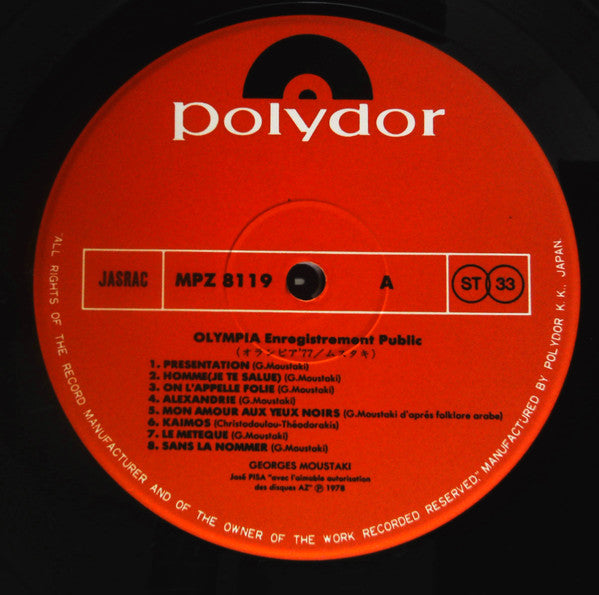 polydor
JASRAC
MPZ 8119
A
ST 33
OLYMPIA Enregistrement Public
(オランピア'77/ムスタキ)
1. PRESENTATION (G.Moustaki)
2. HOMME(JE TE SALUE) (G.Moustaki)
3. ON L'APPELLE FOLIE (G.Moustaki)
4. ALEXANDRIE (G.Moustaki)
5. MON AMOUR AUX YEUX NOIRS (G.Moustaki d'aprés folklore arabe)
6. KAIMOS (Christodoulou-Théodorakis)
7. LE METEQUE (G.Moustaki)
8. SANS LA NOMMER (G.Moustaki)
GEORGES MOUSTAKI
José PISA "avec l'aimable autorisation
des disques AZ" Ⓟ 1978
"ALL RIGHTS OF THE RECORD MANUFACTURER AND OF THE OWNER OF THE WORK RECORDED RESERVED." MANUFACTURED BY POLYDOR K. K., JAPAN